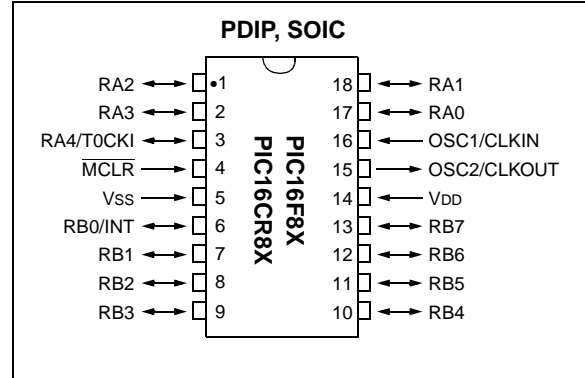 PDIP, SOIC
RA2 •1 18 RA1
RA3 2 17 RA0
RA4/T0CKI 3 16 OSC1/CLKIN
MCLR 4 15 OSC2/CLKOUT
VSS 5 14 VDD
RB0/INT 6 13 RB7
RB1 7 12 RB6
RB2 8 11 RB5
RB3 9 10 RB4
PIC16F8X
PIC16CR8X